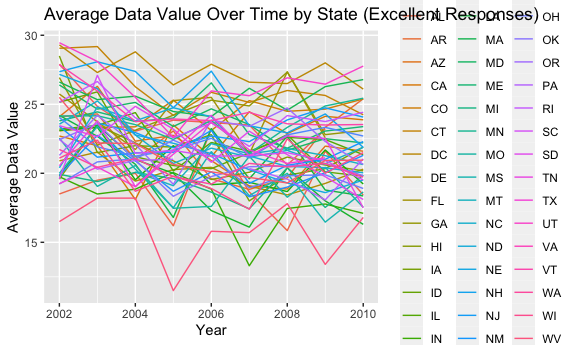 Average Data Value Over Time by State (Excellent Responses)
Average Data Value
30
25
20
15
2002
2004
2006
2008
2010
Year
AL
AR
AZ
CA
CO
CT
DC
DE
FL
GA
HI
IA
ID
IL
IN
LA
MA
MD
ME
MI
MN
MO
MS
MT
NC
ND
NE
NH
NJ
NM
OH
OK
OR
PA
RI
SC
SD
TN
TX
UT
VA
VT
WA
WI
WV